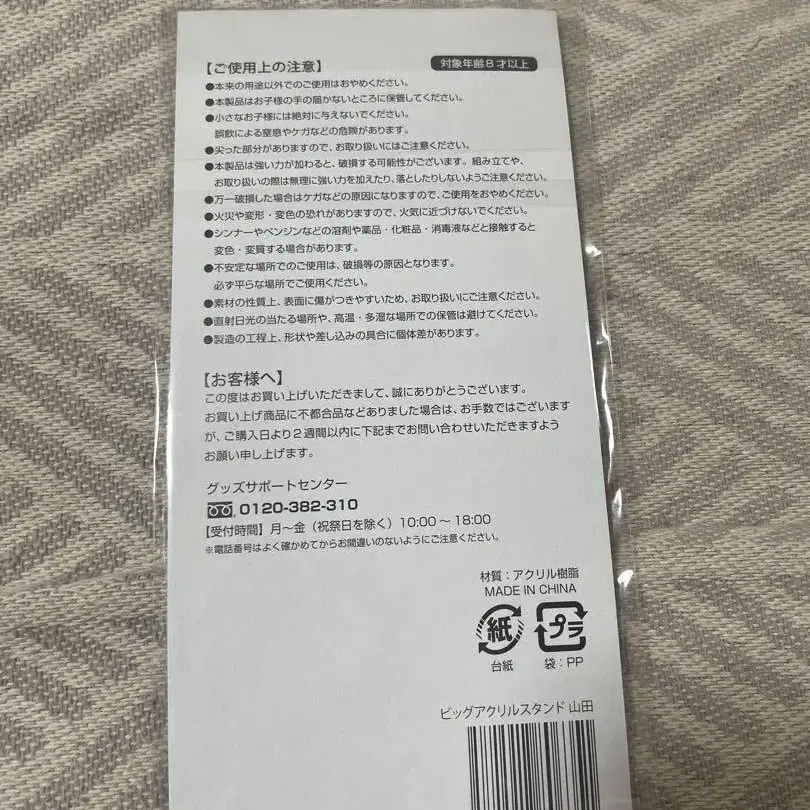 【ご使用上の注意】 対象年齢8才以上
●本来の用途以外でのご使用はおやめください。
●本製品はお子様の手の届かないところに保管してください。
●小さなお子様には絶対に与えないでください。
誤飲による窒息やケガなどの危険があります。
●尖った部分がありますので、お取り扱いにはご注意ください。
●本製品は強い力が加わると、破損する可能性がございます。組み立てや、
お取り扱いの際は無理に強い力を加えたり、落としたりしないようご注意ください。
●万一破損した場合はケガなどの原因になりますので、ご使用をおやめください。
●火災や変形・変色の恐れがありますので、火気に近づけないでください。
●シンナーやベンジンなどの溶剤や薬品・化粧品・消毒液などと接触すると
変色・変質する場合があります。
●不安定な場所でのご使用は、破損等の原因となります。
必ず平らな場所でご使用ください。
●素材の性質上、表面に傷がつきやすいため、お取り扱いにご注意ください。
●直射日光の当たる場所や、高温・多湿な場所での保管は避けてください。
●製造の工程上、形状や差し込みの具合に個体差があります。
【お客様へ】
この度はお買い上げいただきまして、誠にありがとうございます。
お買い上げ商品に不都合品などありました場合は、お手数ではございます
が、ご購入日より2週間以内に下記までお問い合わせいただきますよう
お願い申し上げます。
グッズサポートセンター
0120-382-310
【受付時間】月〜金（祝祭日を除く）10:00〜18:00
※電話番号はよく確かめてからお間違いのないようにご注意ください。
材質：アクリル樹脂
MADE IN CHINA
紙 プラ
台紙 袋：PP
ビッグアクリルスタンド 山田